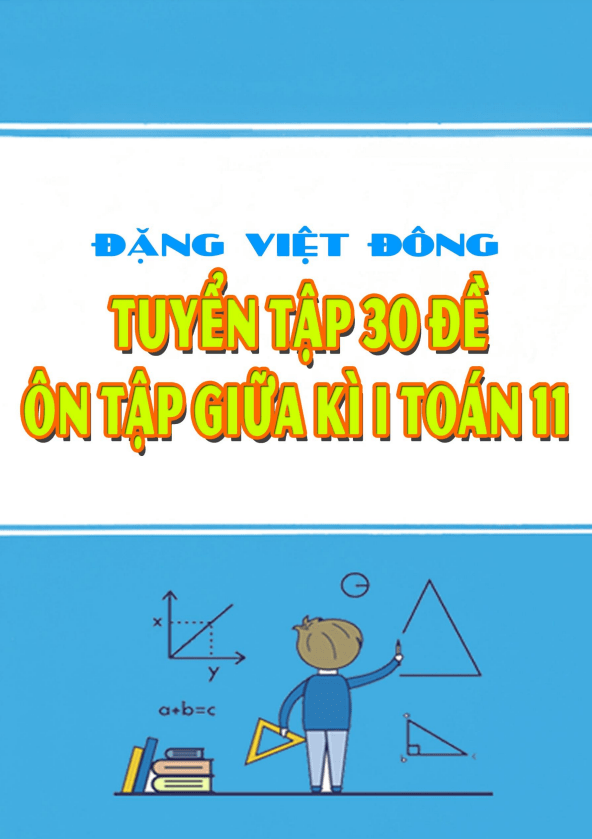 ĐẶNG VIỆT ĐÔNG
TUYỂN TẬP 30 ĐỀ
ÔN TẬP GIỮA KÌ I TOÁN 11
x
y
a+b=c